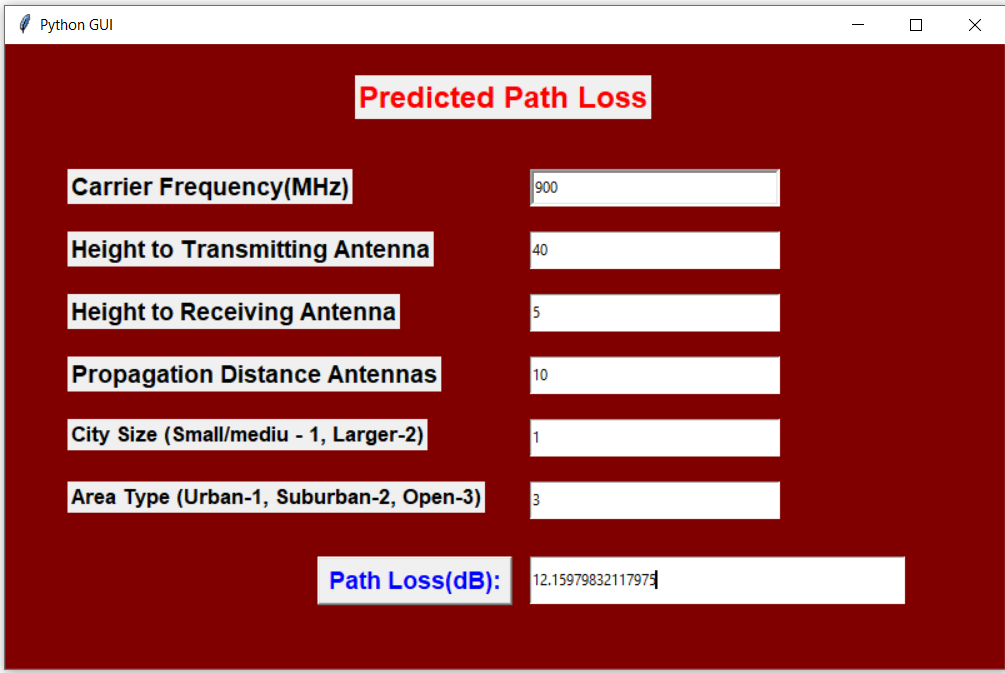 Python GUI
Predicted Path Loss
Carrier Frequency(MHz) 900
Height to Transmitting Antenna 40
Height to Receiving Antenna 5
Propagation Distance Antennas 10
City Size (Small/mediu - 1, Larger-2) 1
Area Type (Urban-1, Suburban-2, Open-3) 3
Path Loss(dB): 12.15979832117975